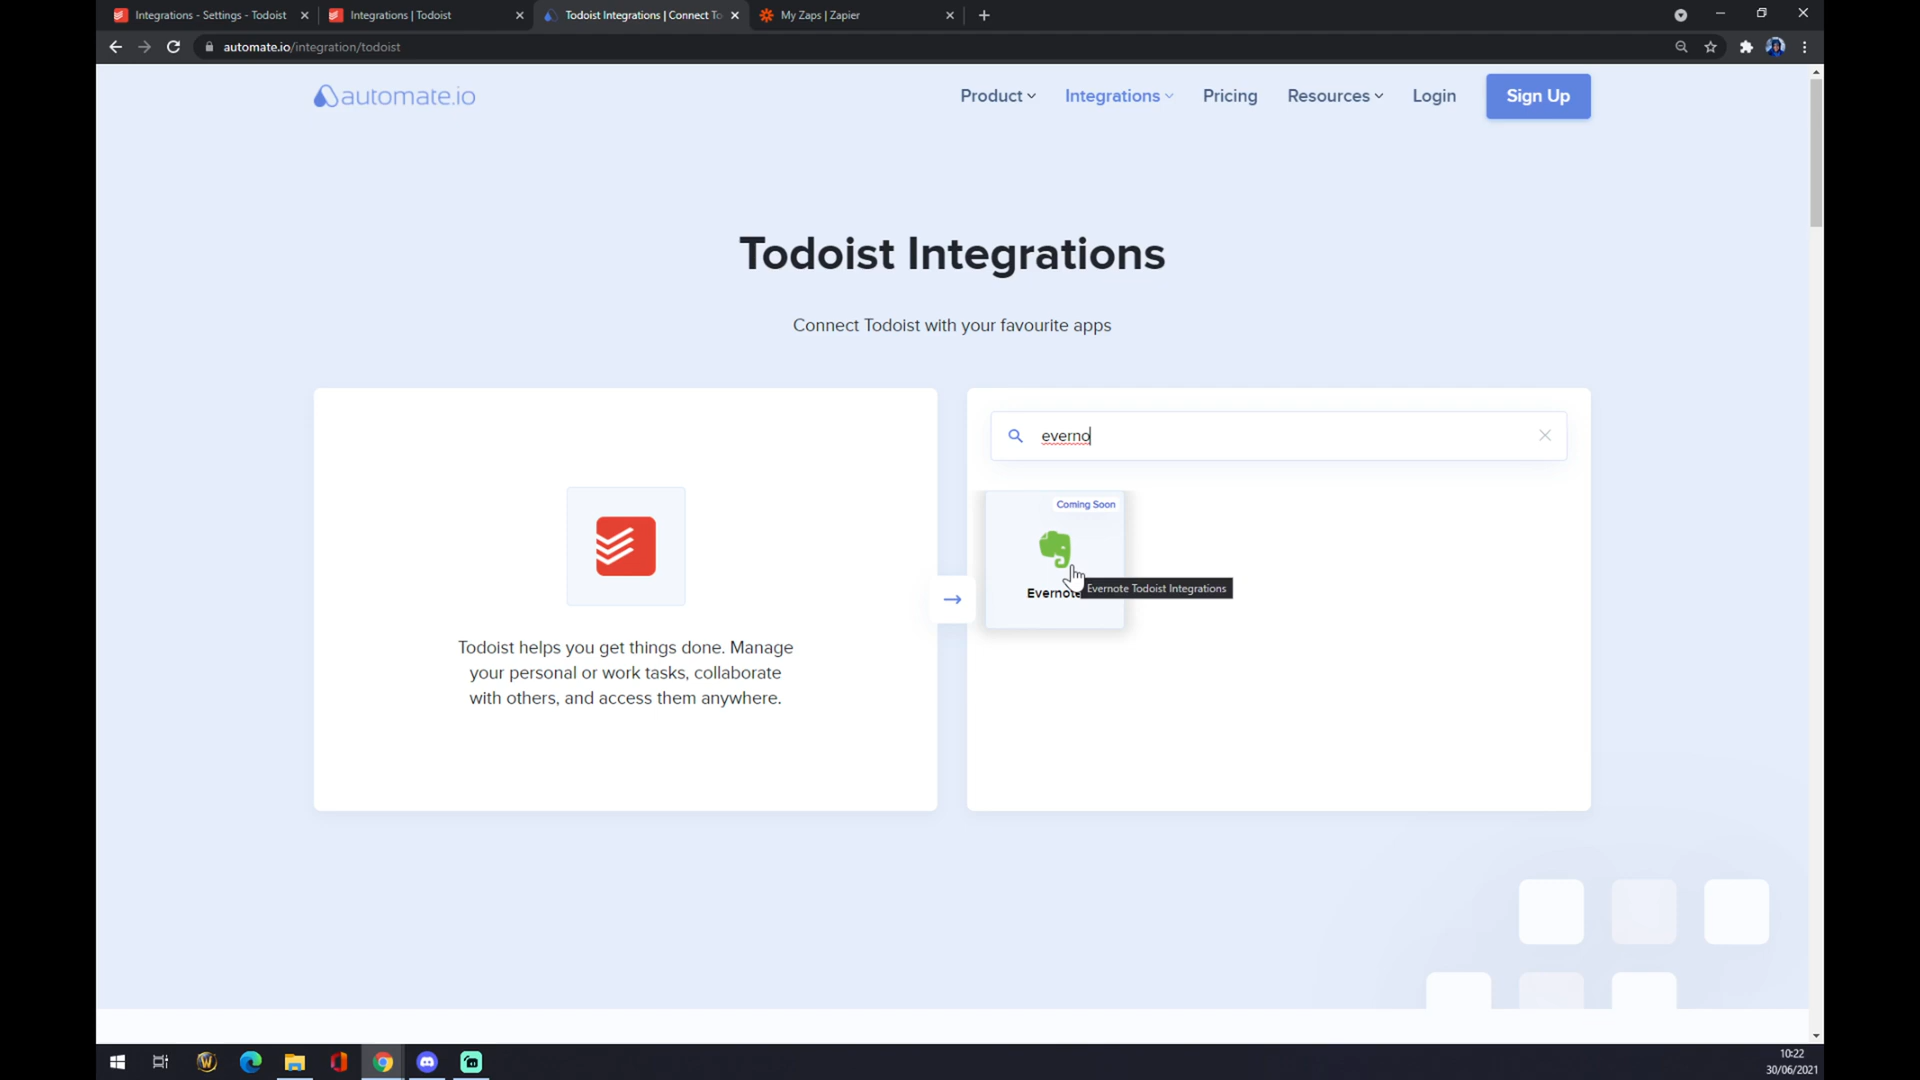 Integrations - Settings - Todoist
Integrations | Todoist
Todoist Integrations | Connect To
My Zaps | Zapier
automate.io/integration/todoist
automate.io
Product
Integrations
Pricing
Resources
Login
Sign Up
Todoist Integrations
Connect Todoist with your favourite apps
everno
Coming Soon
Evernote
Evernote Todoist Integrations
Todoist helps you get things done. Manage
your personal or work tasks, collaborate
with others, and access them anywhere.
10:22
30/06/2021